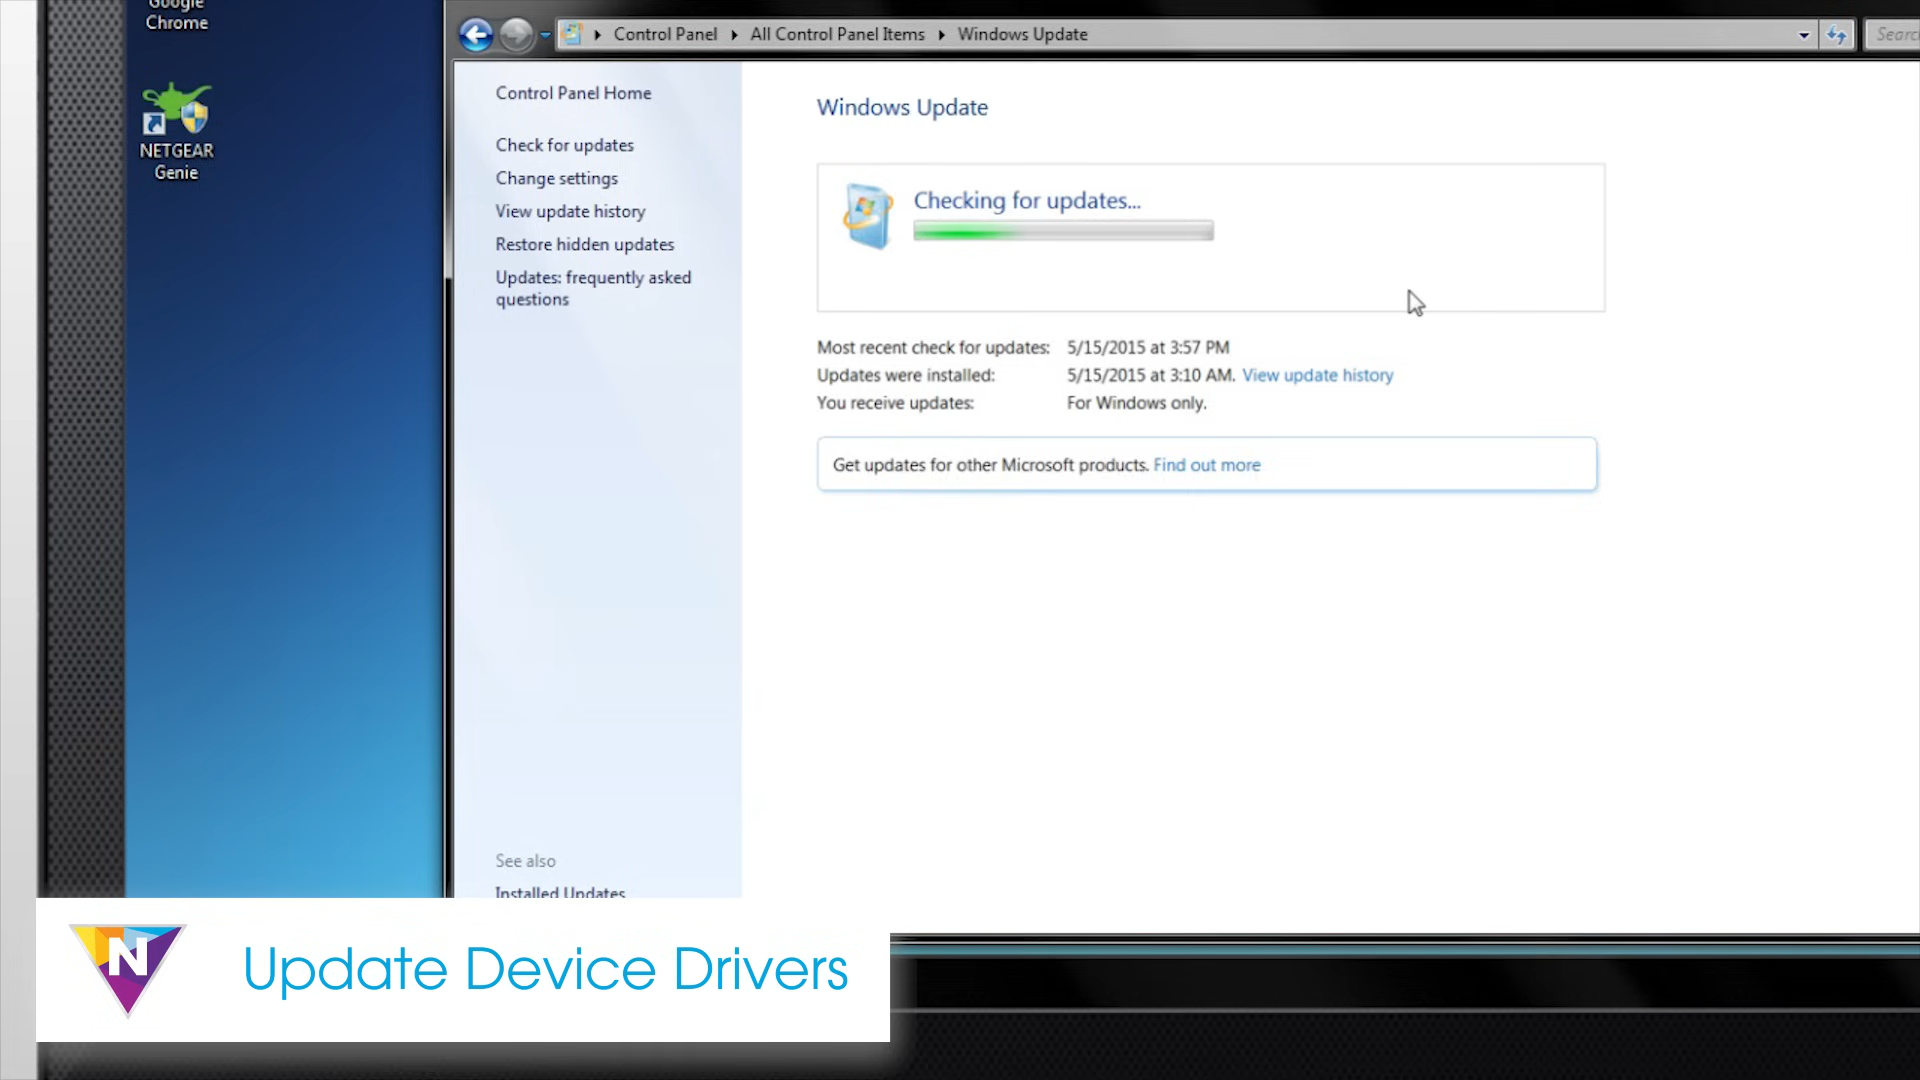 Google
Chrome
NETGEAR
Genie
Control Panel
All Control Panel Items
Windows Update
Searc
Control Panel Home
Check for updates
Change settings
View update history
Restore hidden updates
Updates: frequently asked
questions
See also
Installed Updates
Windows Update
Checking for updates...
Most recent check for updates: 5/15/2015 at 3:57 PM
Updates were installed: 5/15/2015 at 3:10 AM. View update history
You receive updates: For Windows only.
Get updates for other Microsoft products. Find out more
N
Update Device Drivers